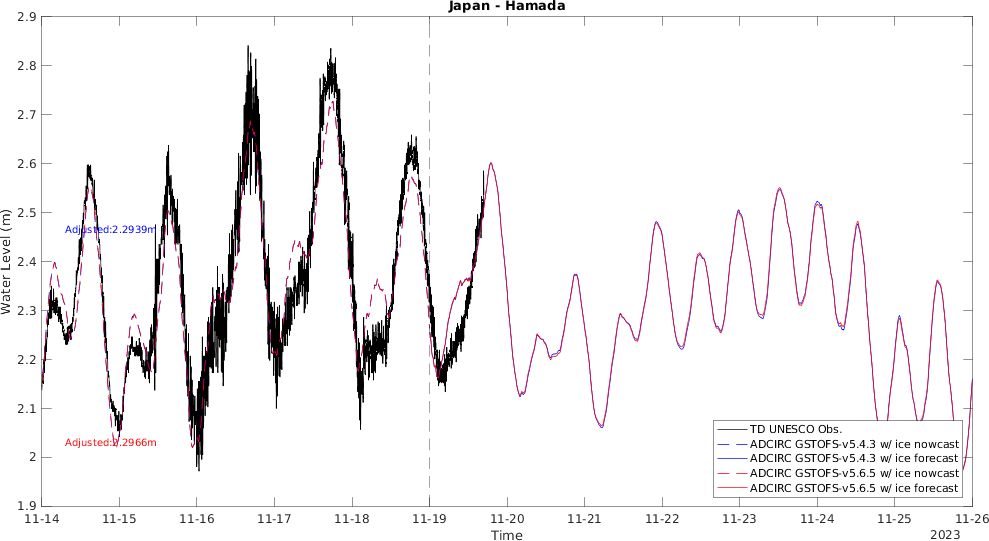 Japan - Hamada
Water Level (m)
2.9
2.8
2.7
2.6
2.5
2.4
2.3
2.2
2.1
2
1.9
Adjusted:2.2939m
Adjusted:2.2966m
TD UNESCO Obs.
ADCIRC GSTOFS-v5.4.3 w/ ice nowcast
ADCIRC GSTOFS-v5.4.3 w/ ice forecast
ADCIRC GSTOFS-v5.6.5 w/ ice nowcast
ADCIRC GSTOFS-v5.6.5 w/ ice forecast
11-14 11-15 11-16 11-17 11-18 11-19 11-20 11-21 11-22 11-23 11-24 11-25 11-26
Time
2023